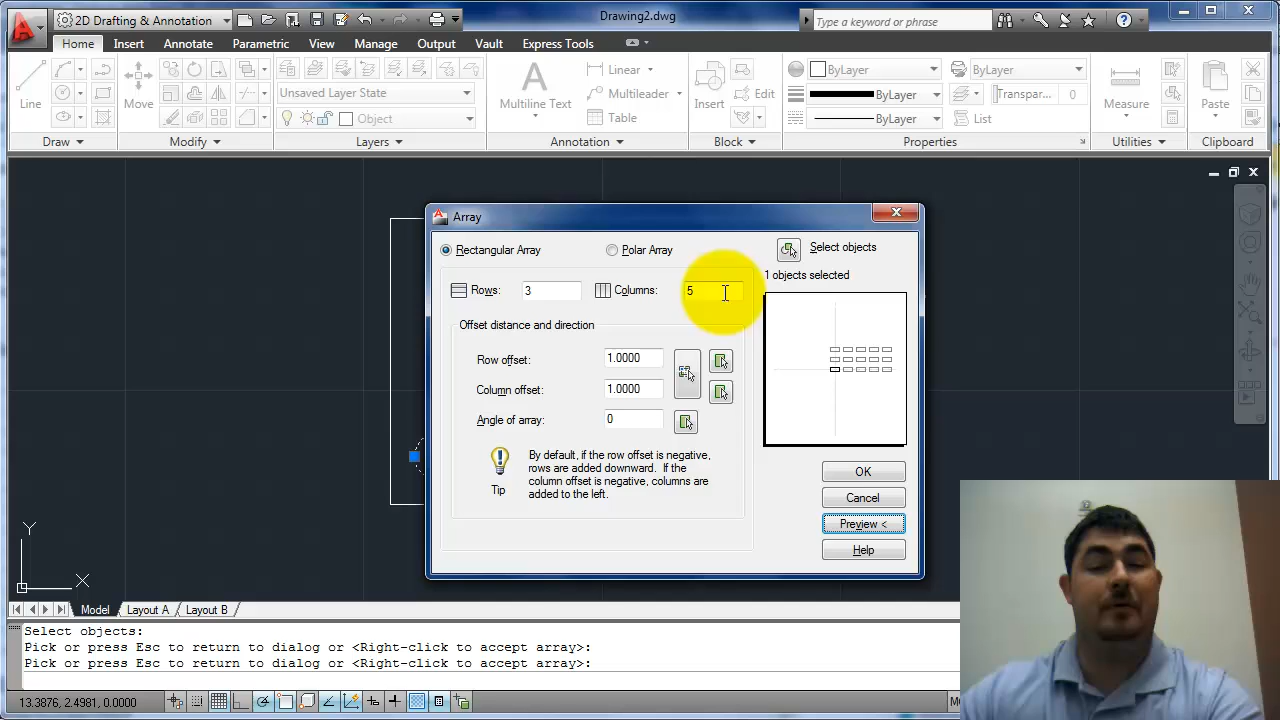 2D Drafting & Annotation
Drawing2.dwg
Type a keyword or phrase
Home Insert Annotate Parametric View Manage Output Vault Express Tools
Line
Move
Unsaved Layer State
Object
Multiline Text
Linear
Multileader
Table
Insert
Edit
ByLayer
ByLayer
ByLayer
ByLayer
Transpar...
0
List
Measure
Paste
Draw Modify Layers Annotation Block Properties Utilities Clipboard
Array
Rectangular Array
Polar Array
Select objects
1 objects selected
Rows: 3
Columns: 5
Offset distance and direction
Row offset: 1.0000
Column offset: 1.0000
Angle of array: 0
Tip
By default, if the row offset is negative,
rows are added downward. If the
column offset is negative, columns are
added to the left.
OK
Cancel
Preview <
Help
Y
X
Model Layout A Layout B
Select objects:
Pick or press Esc to return to dialog or <Right-click to accept array>:
Pick or press Esc to return to dialog or <Right-click to accept array>:
13.3876, 2.4981, 0.0000